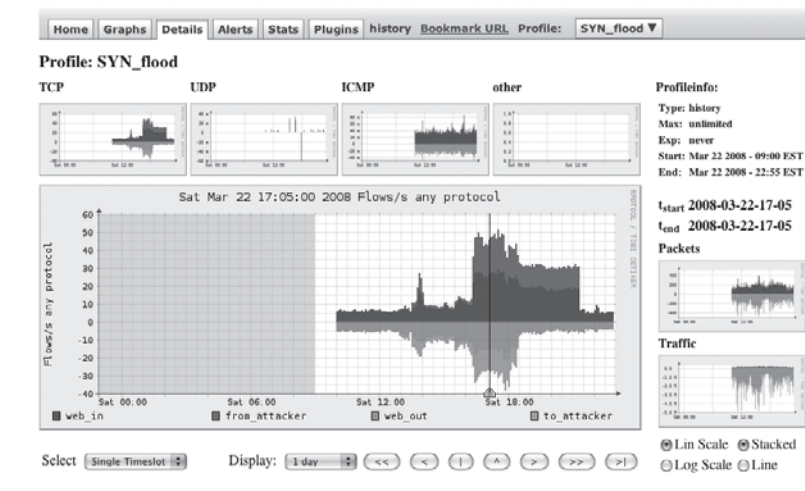 Home Graphs Details Alerts Stats Plugins history Bookmark URL Profile: SYN_flood ▼
Profile: SYN_flood
TCP UDP ICMP other Profileinfo:
Type: history
Max: unlimited
Exp: never
Start: Mar 22 2008 - 09:00 EST
End: Mar 22 2008 - 22:55 EST
tstart 2008-03-22-17-05
tend 2008-03-22-17-05
Packets
Traffic
Sat Mar 22 17:05:00 2008 Flows/s any protocol
Flows/s any protocol
60
50
40
30
20
10
0
-10
-20
-30
-40
Sat 00:00 Sat 06:00 Sat 12:00 Sat 18:00
web_in from_attacker web_out to_attacker
RRDTOOL / TOBI OETIKER
Lin Scale Stacked
Log Scale Line
Select Single Timeslot Display: 1 day << < | ^ > >> >|